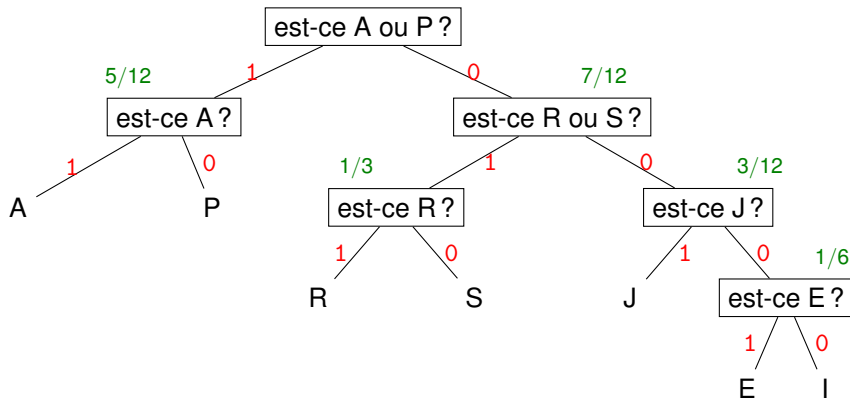 est-ce A ou P ?
1 0
5/12 7/12
est-ce A ? est-ce R ou S ?
1 0 1 0
1/3 3/12
A P est-ce R ? est-ce J ?
1 0 1 0
1/6
R S J est-ce E ?
1 0
E I